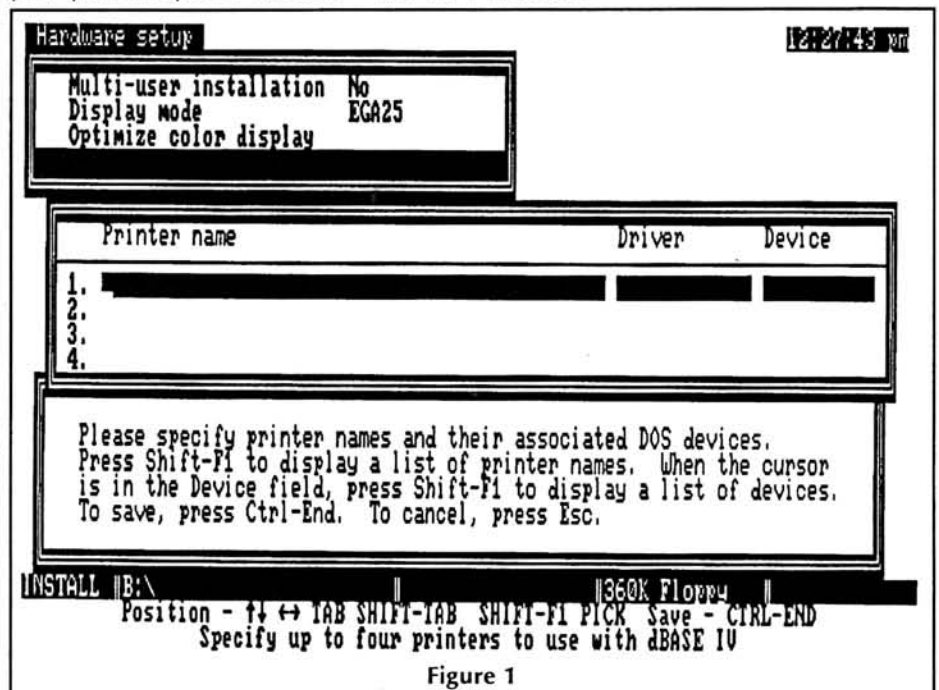 Hardware setup 12:27:43 pm
Multi-user installation No
Display mode EGA25
Optimize color display
Printer name Driver Device
1.
2.
3.
4.
Please specify printer names and their associated DOS devices.
Press Shift-F1 to display a list of printer names. When the cursor
is in the Device field, press Shift-F1 to display a list of devices.
To save, press Ctrl-End. To cancel, press Esc.
INSTALL ||B:\ || ||360K Floppy ||
Position - ↑↓ ↔ TAB SHIFT-TAB SHIFT-F1 PICK Save - CTRL-END
Specify up to four printers to use with dBASE IV
Figure 1